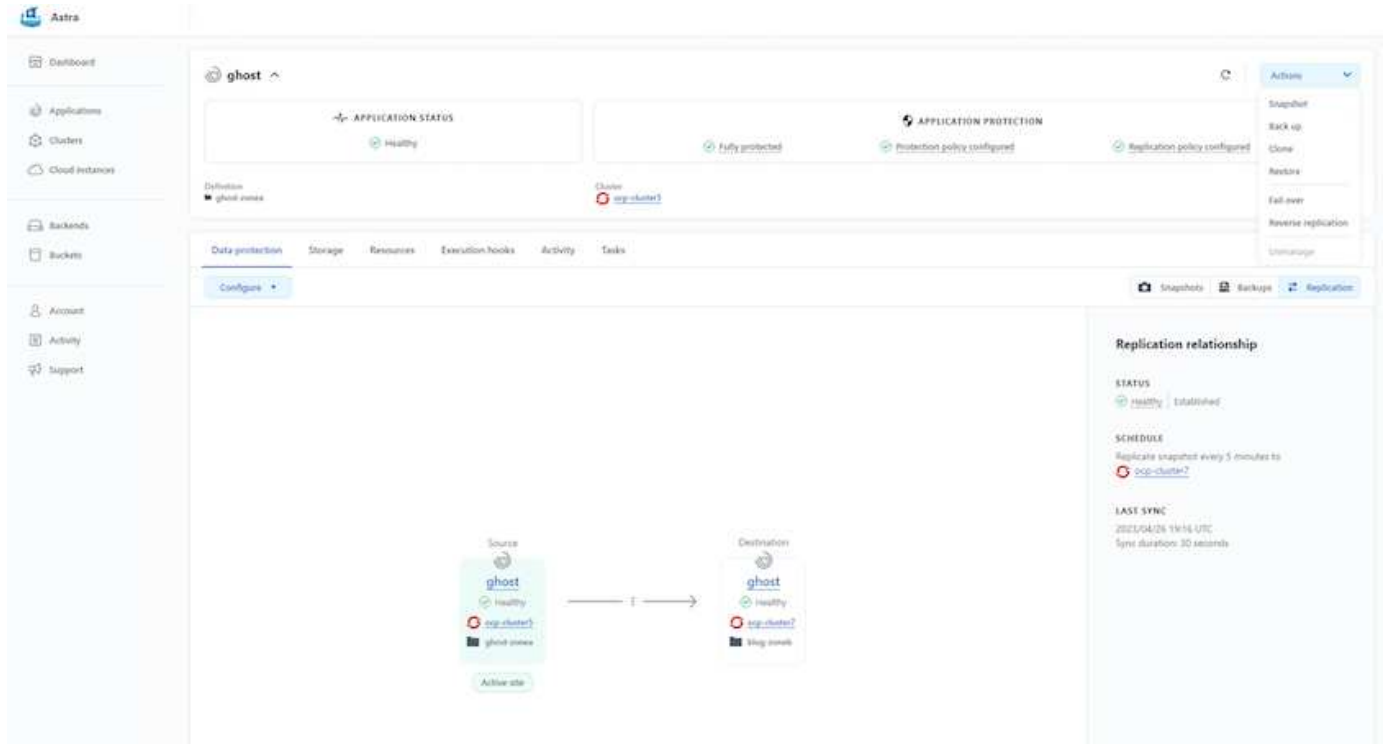 Astra
Dashboard
Applications
Clusters
Cloud instances
Backends
Buckets
Account
Activity
Support
ghost
Actions
Snapshot
Back up
Clone
Restore
Fail over
Reverse replication
Unmanage
APPLICATION STATUS
Healthy
APPLICATION PROTECTION
Fully protected
Protection policy configured
Replication policy configured
Definition
ghost-zonea
Cluster
ocp-cluster5
Data protection Storage Resources Execution hooks Activity Tasks
Configure
Snapshots Backups Replication
Replication relationship
STATUS
Healthy | Established
SCHEDULE
Replicate snapshot every 5 minutes to
ocp-cluster7
LAST SYNC
2023/04/26 19:16 UTC
Sync duration: 30 seconds
Source
ghost
Healthy
ocp-cluster5
ghost-zonea
Active site
Destination
ghost
Healthy
ocp-cluster7
blog-zoneb